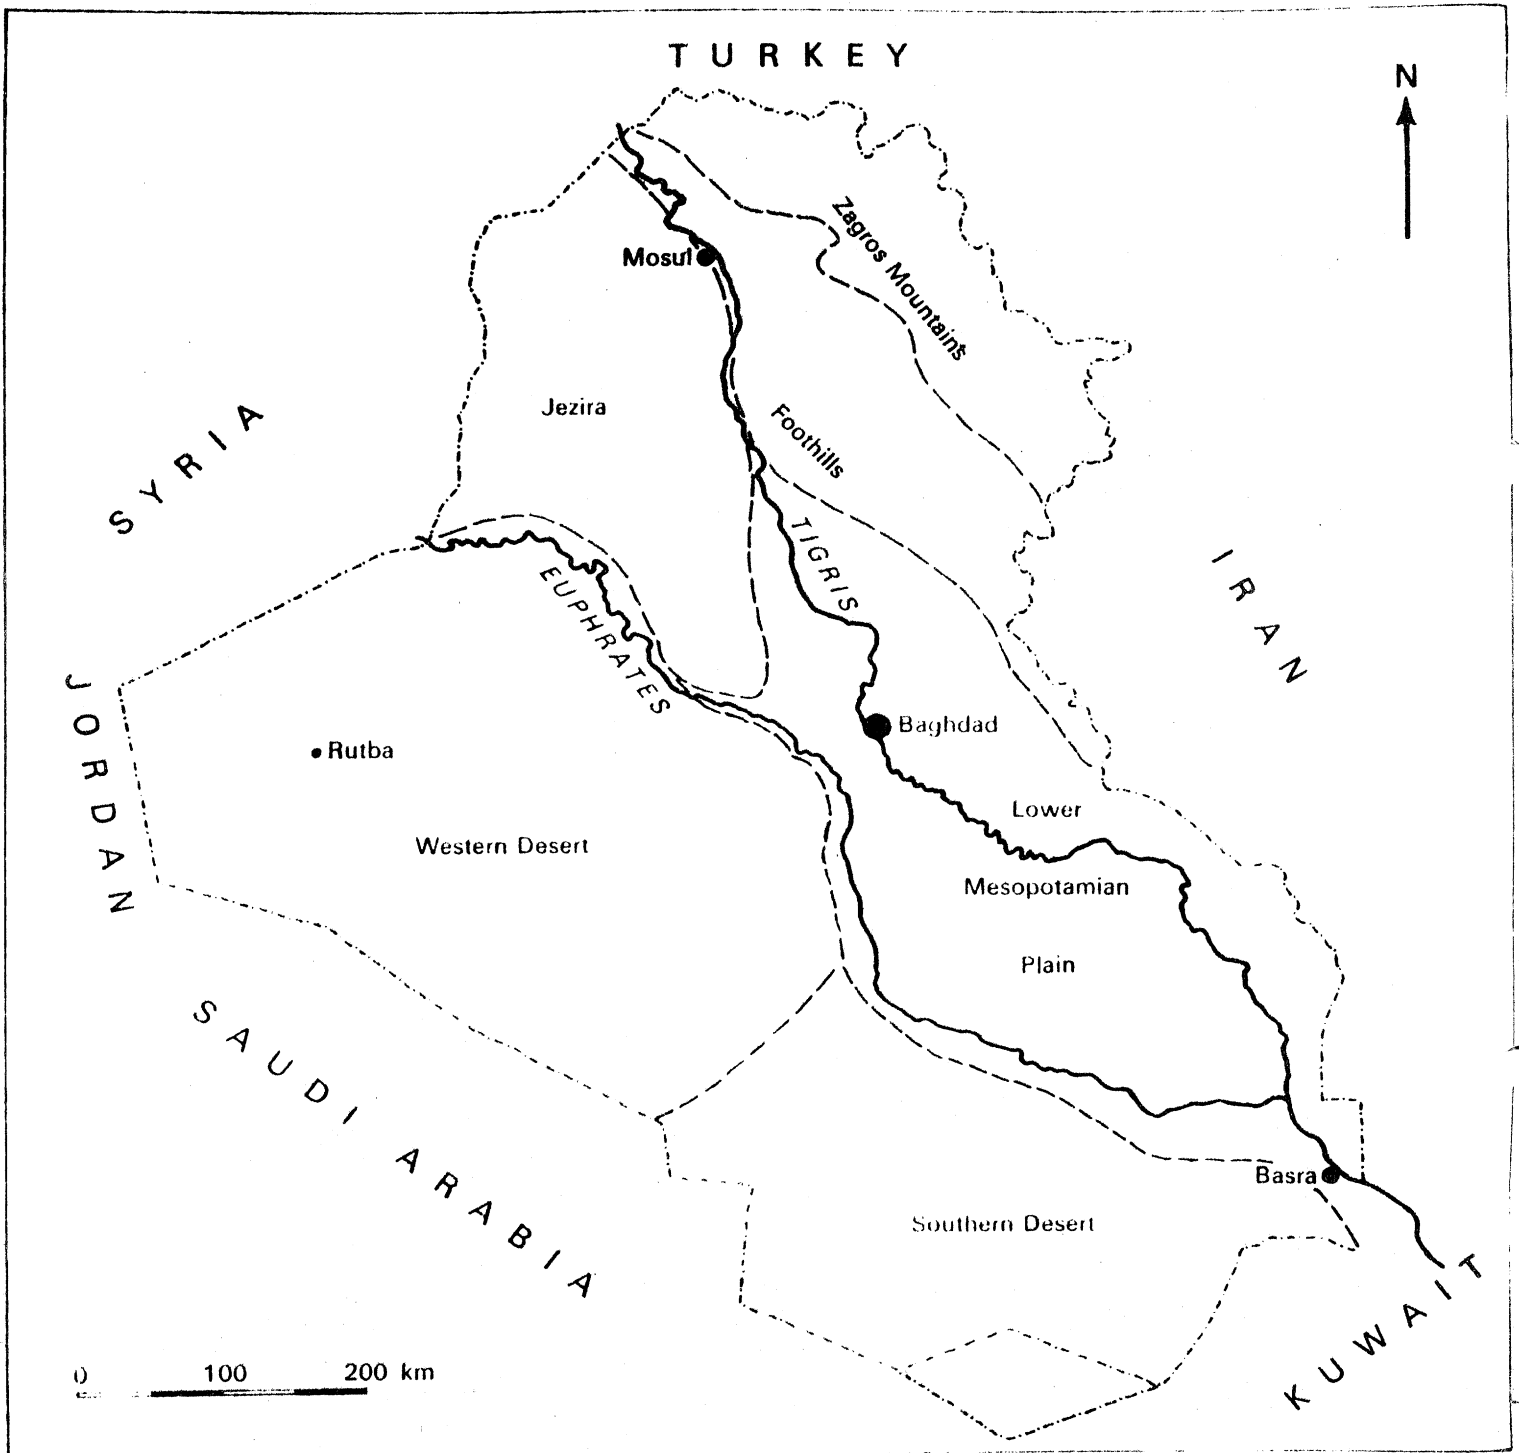 TURKEY
N
Zagros Mountains
Mosul
Jezira
Foothills
SYRIA
TIGRIS
EUPHRATES
IRAN
JORDAN
Baghdad
Rutba
Lower
Western Desert
Mesopotamian
Plain
SAUDI ARABIA
Basra
Southern Desert
KUWAIT
0 100 200 km